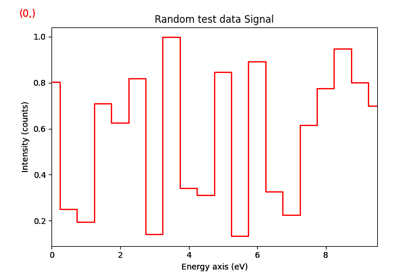 (0,)
Random test data Signal
1.0
0.8
0.6
0.4
0.2
Intensity (counts)
0 2 4 6 8
Energy axis (eV)